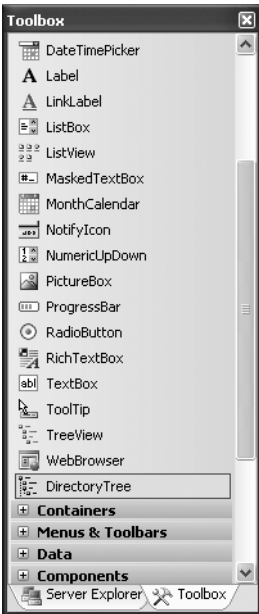 Toolbox
DateTimePicker
Label
LinkLabel
ListBox
ListView
MaskedTextBox
MonthCalendar
NotifyIcon
NumericUpDown
PictureBox
ProgressBar
RadioButton
RichTextBox
TextBox
ToolTip
TreeView
WebBrowser
DirectoryTree
Containers
Menus & Toolbars
Data
Components
Server Explorer Toolbox